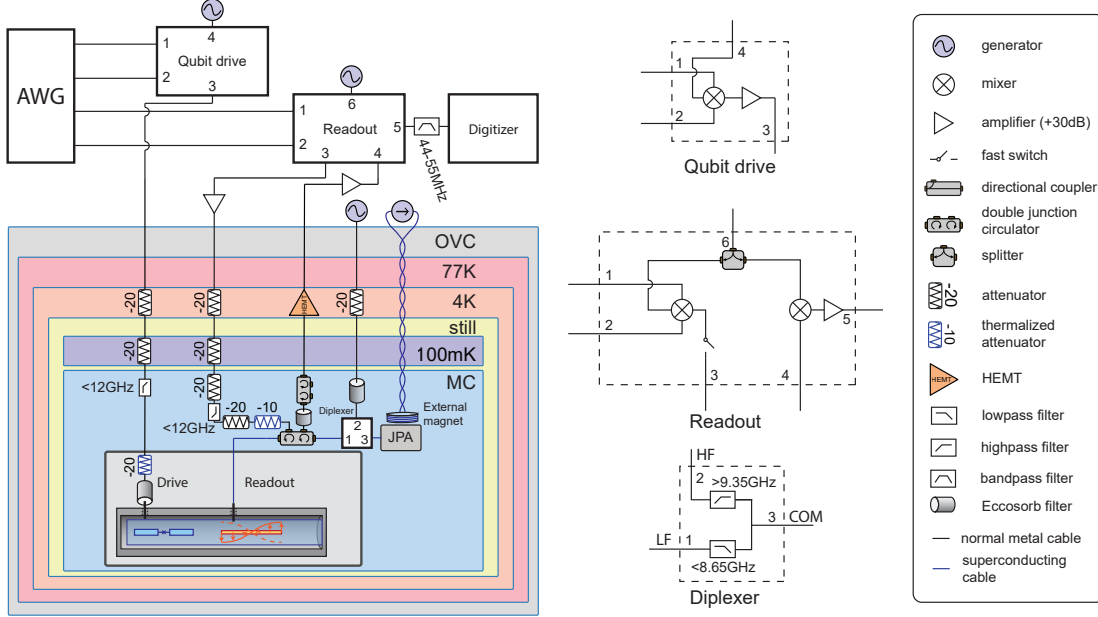 AWG
1
2
4
Qubit drive
3
1
2
6
Readout
5
3
4
44-55MHz
Digitizer
OVC
77K
4K
still
100mK
MC
-20
-20
HEMT
-20
-20
-20
<12GHz
-20
<12GHz
-20
-10
Diplexer
2
1 3
External
magnet
JPA
-20
Drive
Readout
4
1
2
3
Qubit drive
6
1
2
3
4
5
Readout
HF
2
>9.35GHz
3
COM
LF
1
<8.65GHz
Diplexer
generator
mixer
amplifier (+30dB)
fast switch
directional coupler
double junction
circulator
splitter
-20
attenuator
-10
thermalized
attenuator
HEMT
HEMT
lowpass filter
highpass filter
bandpass filter
Eccosorb filter
normal metal cable
superconducting
cable